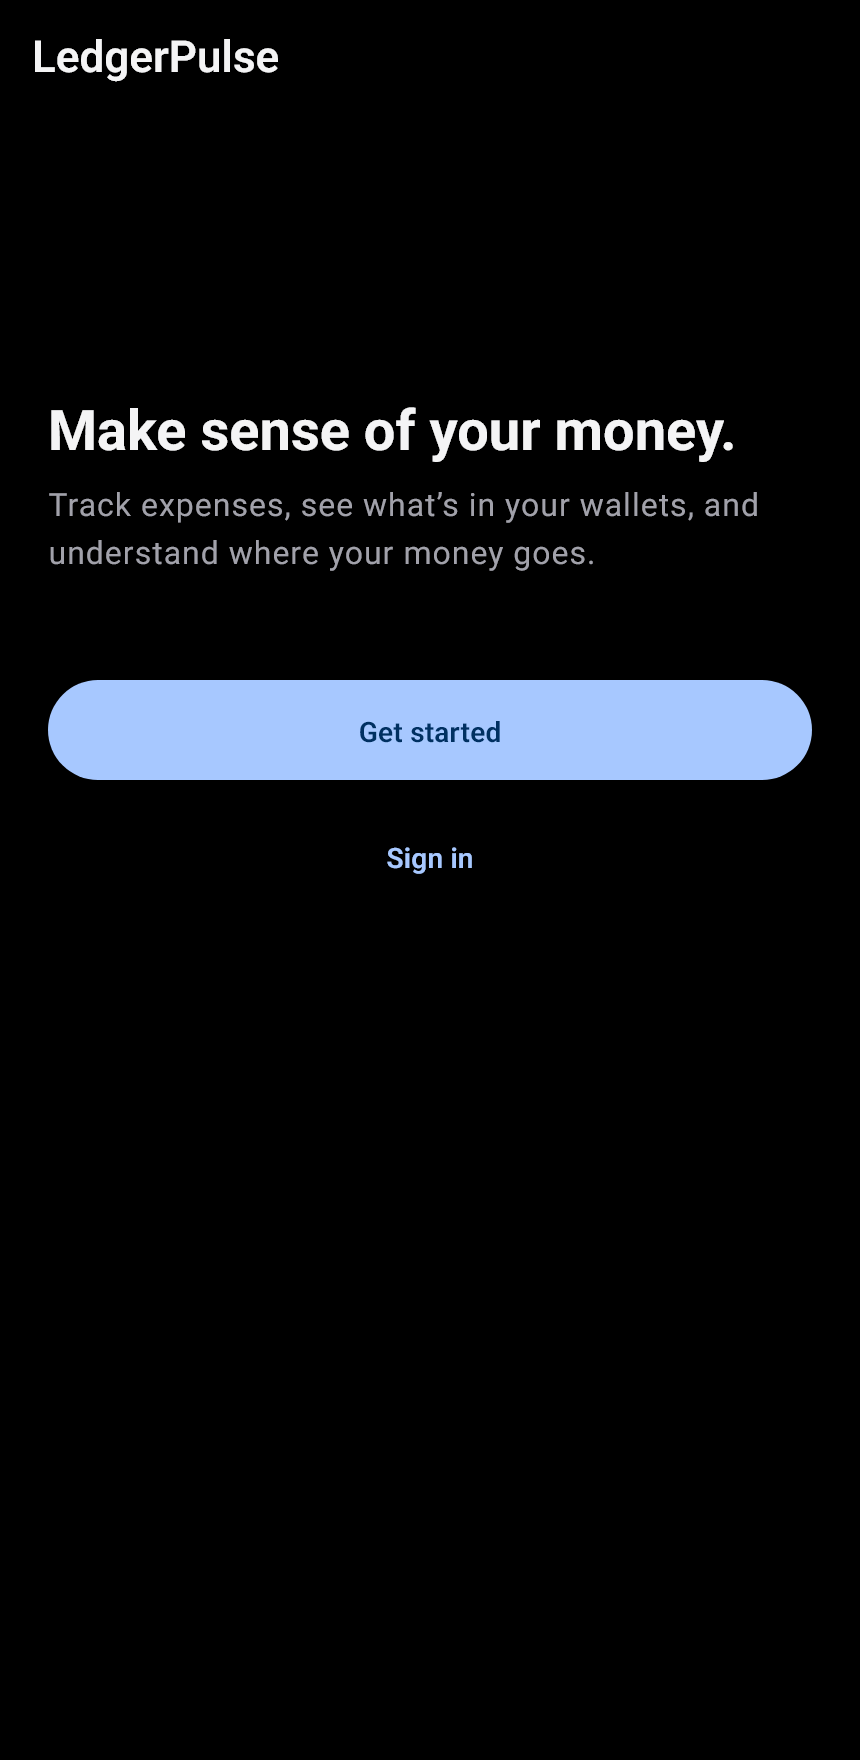 LedgerPulse
Make sense of your money.
Track expenses, see what’s in your wallets, and
understand where your money goes.
Get started
Sign in